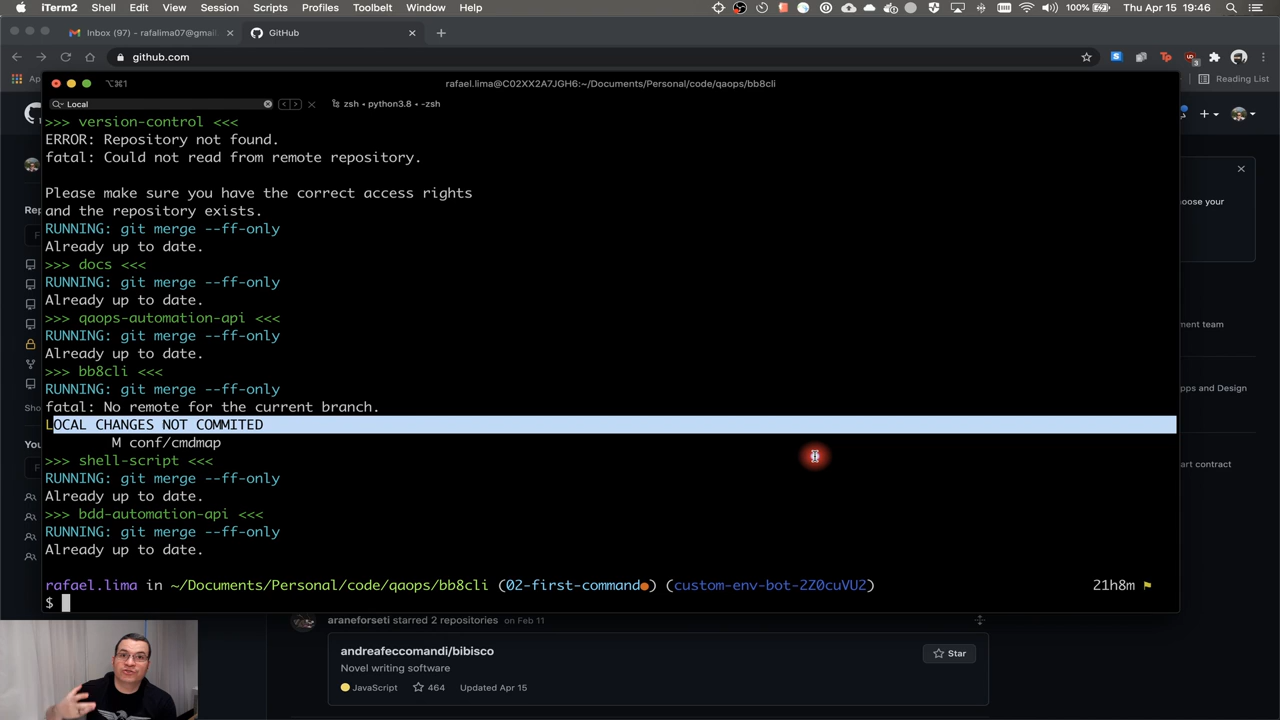 iTerm2 Shell Edit View Session Scripts Profiles Toolbelt Window Help 100% Thu Apr 15 19:46
Inbox (91) - rafalima07@gmail GitHub
github.com
Reading List
⌥⌘1 rafael.lima@C02XX2A7JGH6:~/Documents/Personal/code/qaops/bb8cli
Local zsh • python3.8 • -zsh
>>> version-control <<<
ERROR: Repository not found.
fatal: Could not read from remote repository.
Please make sure you have the correct access rights
and the repository exists.
RUNNING: git merge --ff-only
Already up to date.
>>> docs <<<
RUNNING: git merge --ff-only
Already up to date.
>>> qaops-automation-api <<<
RUNNING: git merge --ff-only
Already up to date.
>>> bb8cli <<<
RUNNING: git merge --ff-only
fatal: No remote for the current branch.
LOCAL CHANGES NOT COMMITED
M conf/cmdmap
>>> shell-script <<<
RUNNING: git merge --ff-only
Already up to date.
>>> bdd-automation-api <<<
RUNNING: git merge --ff-only
Already up to date.
rafael.lima in ~/Documents/Personal/code/qaops/bb8cli (02-first-command●) (custom-env-bot-2Z0cuVU2) 21h8m
$
Rep
Sho
You
oose your
ment team
pps and Design
art contract
araneforseti starred 2 repositories on Feb 11
andreafeccomandi/bibisco
Star
Novel writing software
JavaScript 464 Updated Apr 15